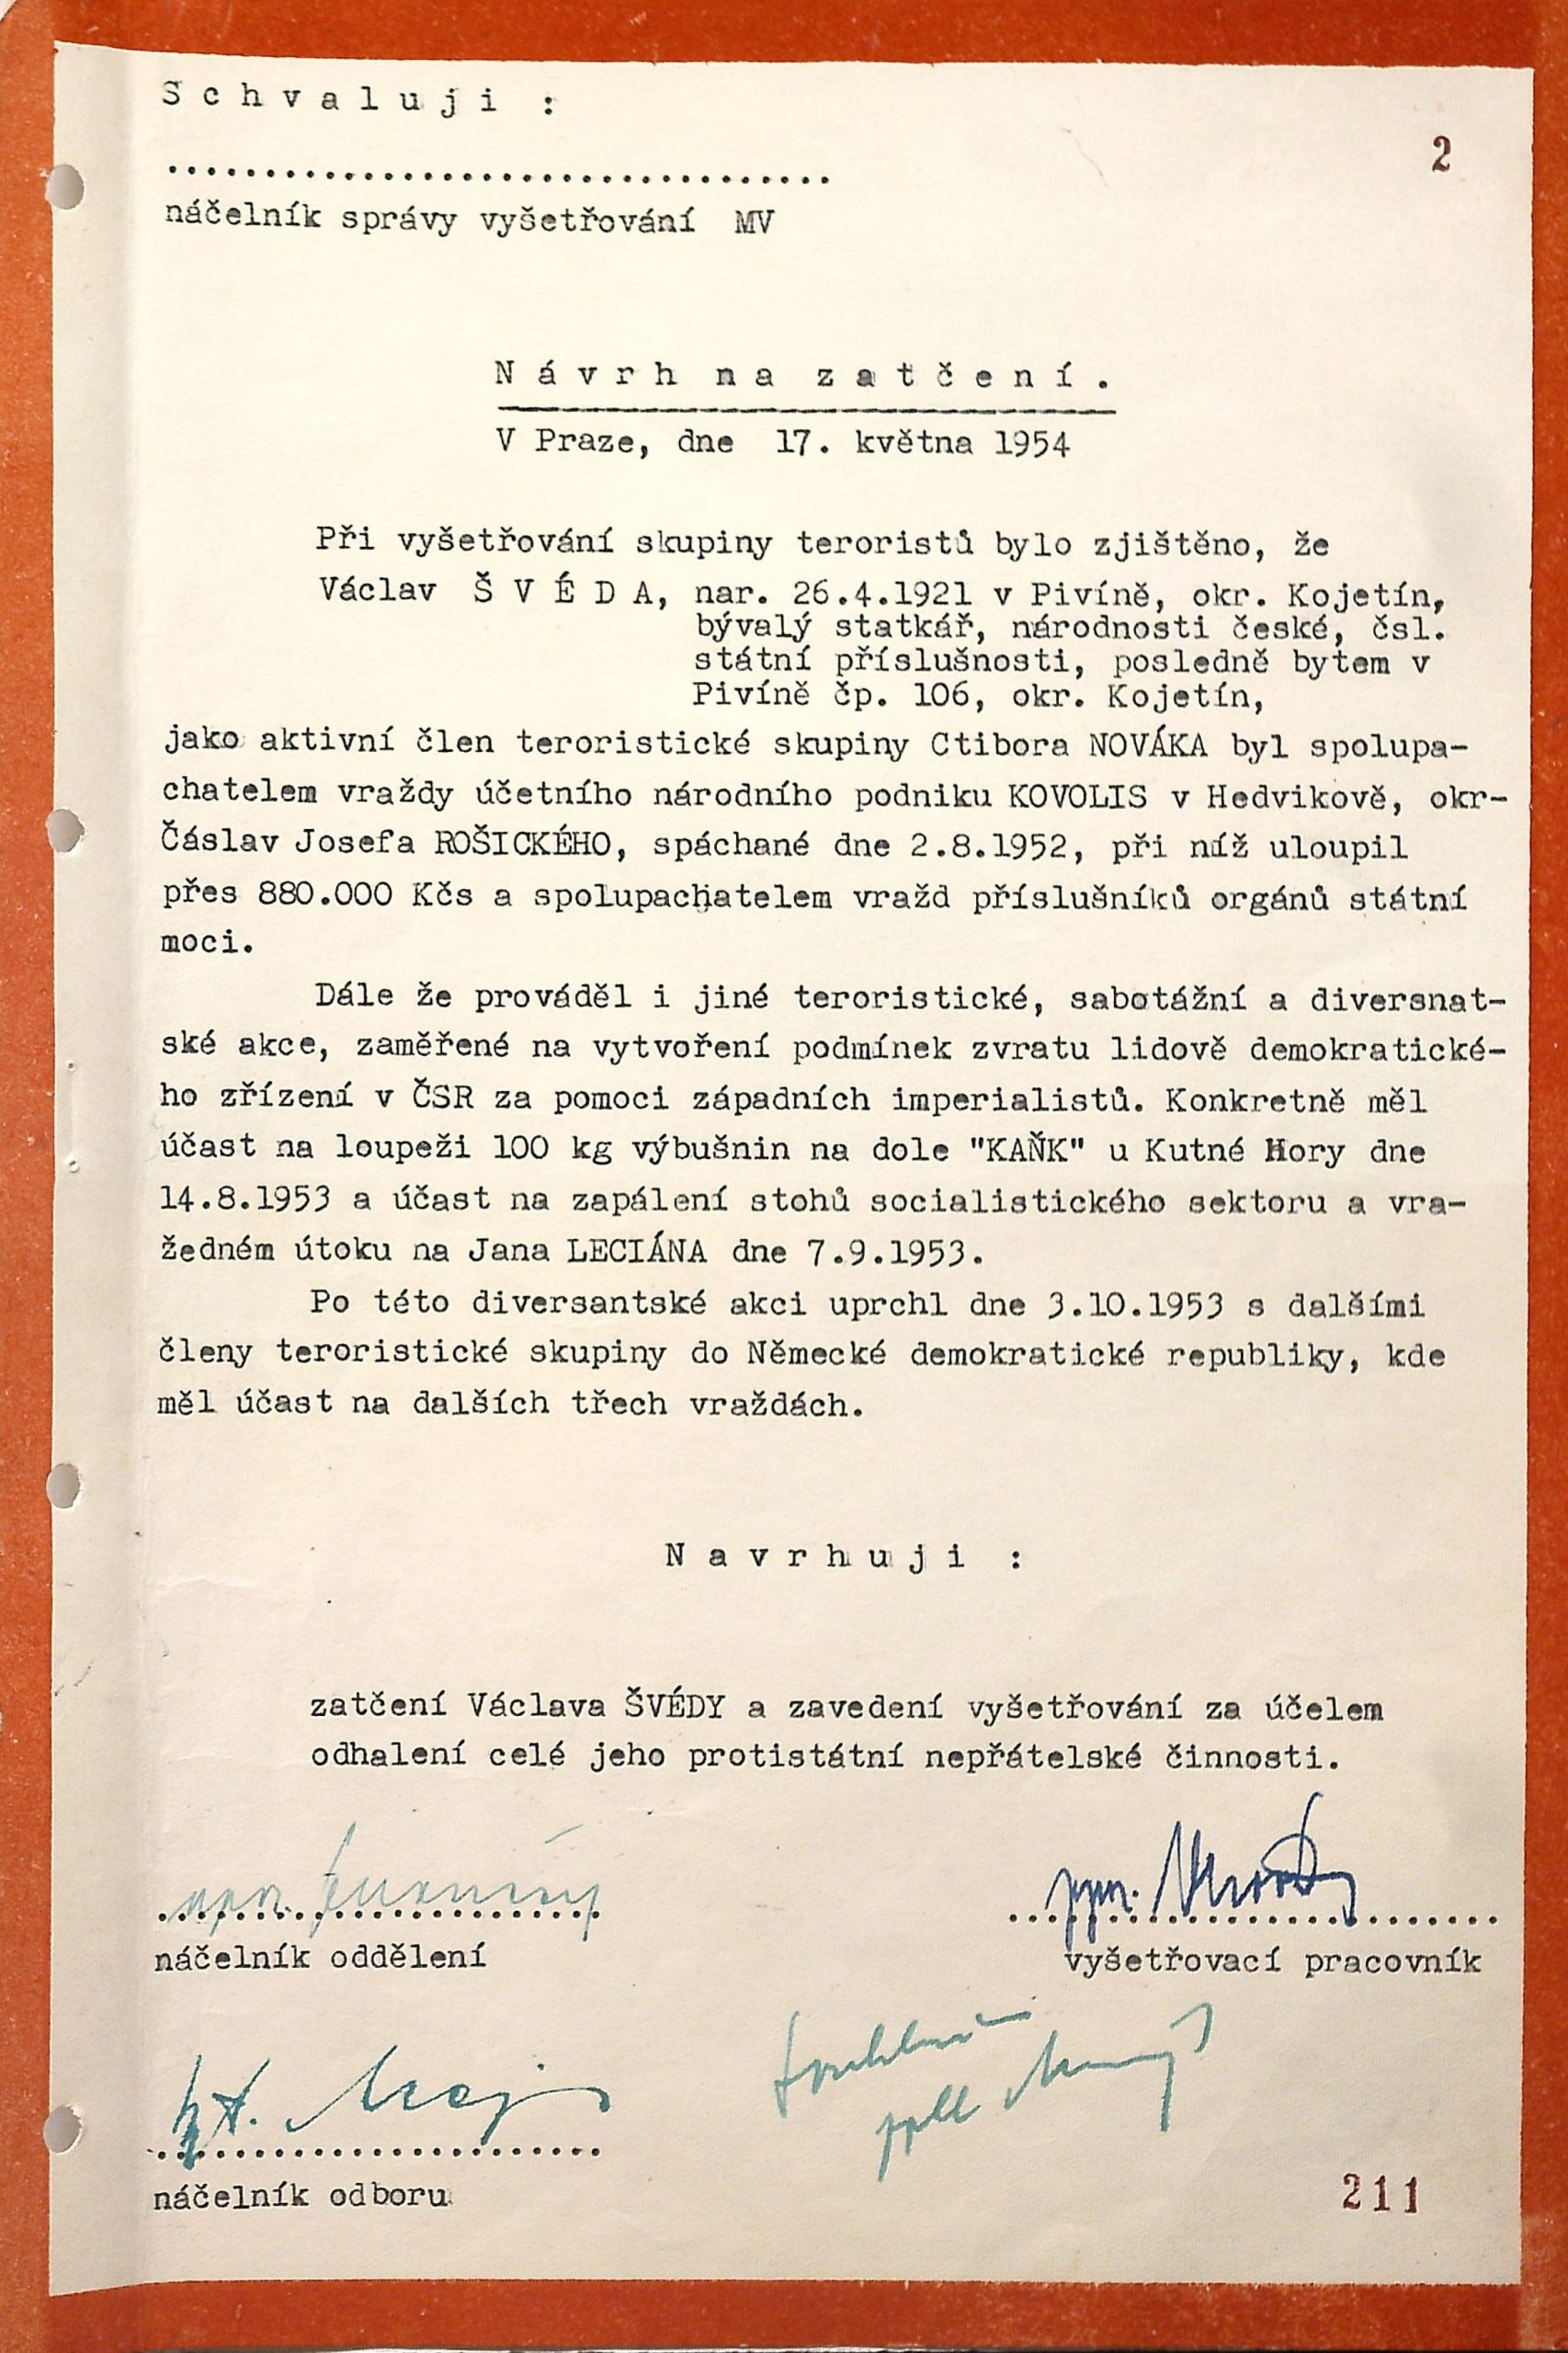 S c h v a l u j i :
2
....................................
náčelník správy vyšetřování MV
N á v r h n a z a t č e n í .
V Praze, dne 17. května 1954
Při vyšetřování skupiny teroristů bylo zjištěno, že
Václav Š V É D A, nar. 26.4.1921 v Pivíně, okr. Kojetín,
bývalý statkář, národnosti české, čsl.
státní příslušnosti, posledně bytem v
Pivíně čp. 106, okr. Kojetín,
jako aktivní člen teroristické skupiny Ctibora NOVÁKA byl spolupa-
chatelem vraždy účetního národního podniku KOVOLIS v Hedvikově, okr-
Čáslav Josefa ROŠICKÉHO, spáchané dne 2.8.1952, při níž uloupil
přes 880.000 Kčs a spolupachatelem vražd příslušníků orgánů státní
moci.
Dále že prováděl i jiné teroristické, sabotážní a diversnat-
ské akce, zaměřené na vytvoření podmínek zvratu lidově demokratické-
ho zřízení v ČSR za pomoci západních imperialistů. Konkretně měl
účast na loupeži 100 kg výbušnin na dole "KAŇK" u Kutné Hory dne
14.8.1953 a účast na zapálení stohů socialistického sektoru a vra-
žedném útoku na Jana LECIÁNA dne 7.9.1953.
Po této diversantské akci uprchl dne 3.10.1953 s dalšími
členy teroristické skupiny do Německé demokratické republiky, kde
měl účast na dalších třech vraždách.
N a v r h u j i :
zatčení Václava ŠVÉDY a zavedení vyšetřování za účelem
odhalení celé jeho protistátní nepřátelské činnosti.
náčelník oddělení
ppor.
vyšetřovací pracovník
náčelník odboru
211